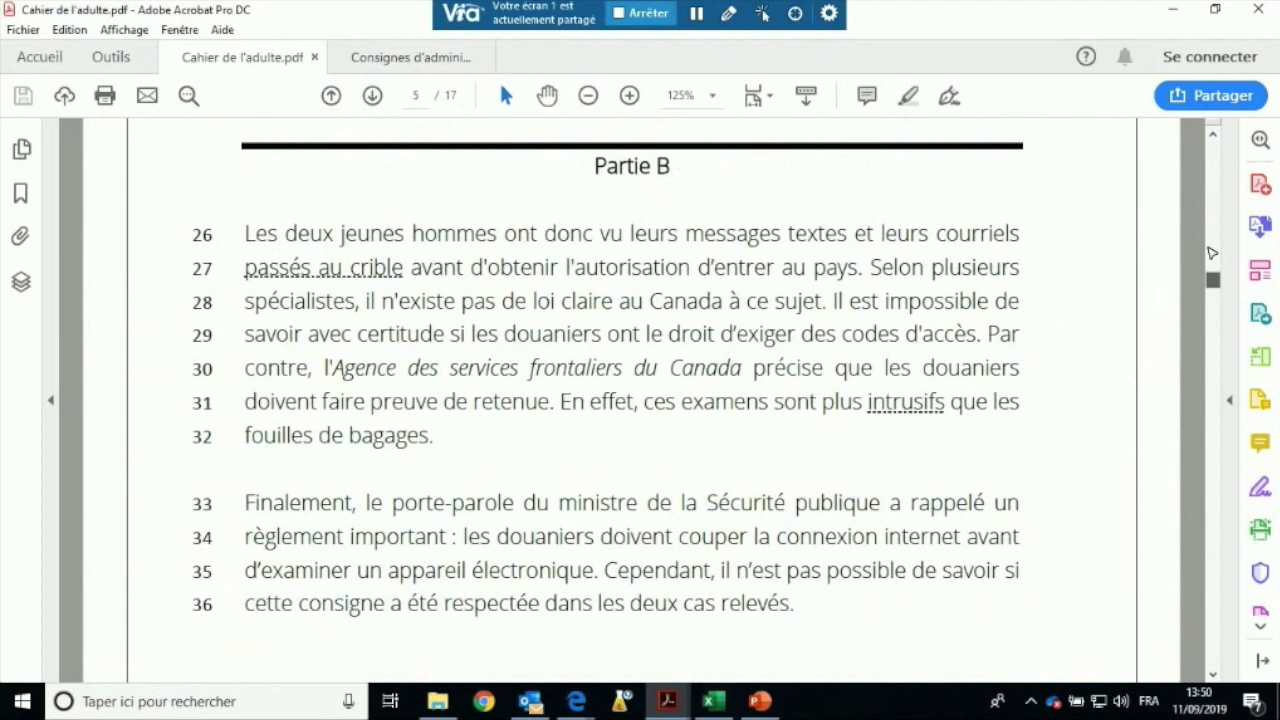 Cahier de l'adulte.pdf - Adobe Acrobat Pro DC
Vra
Votre écran 1 est
actuellement partagé
Arrêter
Fichier Edition Affichage Fenêtre Aide
Accueil Outils Cahier de l'adulte.pdf × Consignes d'admini... Se connecter
5 / 17 125% Partager
Partie B
26 Les deux jeunes hommes ont donc vu leurs messages textes et leurs courriels
27 passés au crible avant d'obtenir l'autorisation d'entrer au pays. Selon plusieurs
28 spécialistes, il n'existe pas de loi claire au Canada à ce sujet. Il est impossible de
29 savoir avec certitude si les douaniers ont le droit d'exiger des codes d'accès. Par
30 contre, l'Agence des services frontaliers du Canada précise que les douaniers
31 doivent faire preuve de retenue. En effet, ces examens sont plus intrusifs que les
32 fouilles de bagages.
33 Finalement, le porte-parole du ministre de la Sécurité publique a rappelé un
34 règlement important : les douaniers doivent couper la connexion internet avant
35 d'examiner un appareil électronique. Cependant, il n'est pas possible de savoir si
36 cette consigne a été respectée dans les deux cas relevés.
Taper ici pour rechercher
FRA
13:50
11/09/2019
7